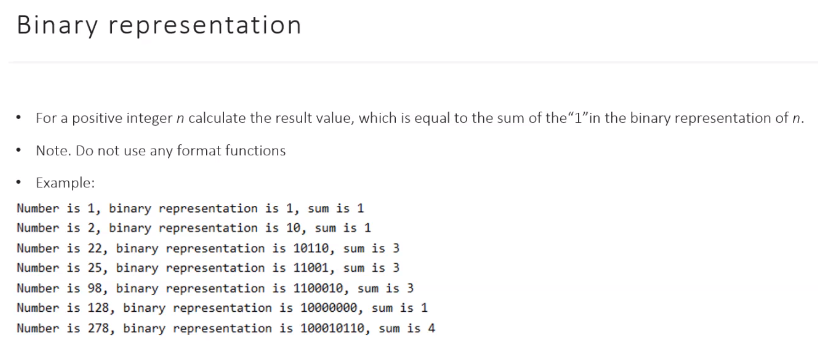 Binary representation
• For a positive integer n calculate the result value, which is equal to the sum of the“1”in the binary representation of n.
• Note. Do not use any format functions
• Example:
Number is 1, binary representation is 1, sum is 1
Number is 2, binary representation is 10, sum is 1
Number is 22, binary representation is 10110, sum is 3
Number is 25, binary representation is 11001, sum is 3
Number is 98, binary representation is 1100010, sum is 3
Number is 128, binary representation is 10000000, sum is 1
Number is 278, binary representation is 100010110, sum is 4